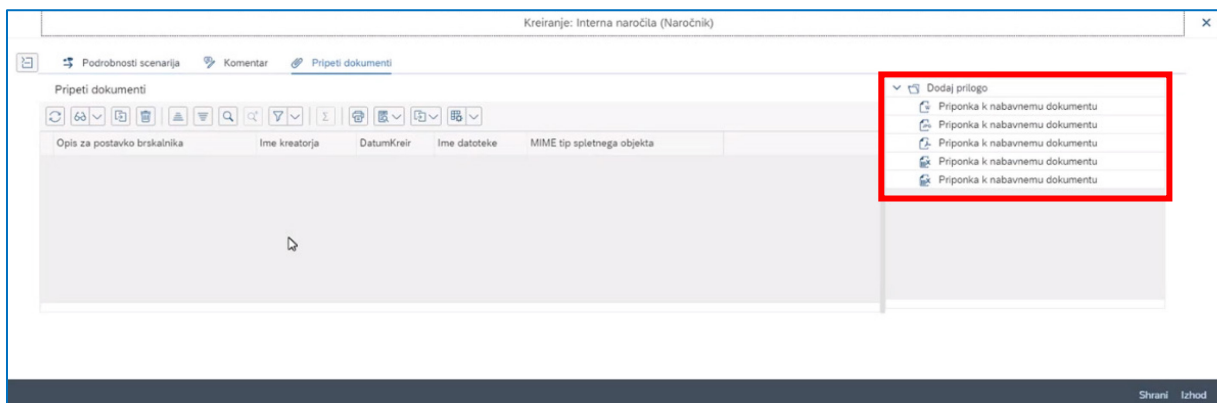 Kreiranje: Interna naročila (Naročnik)
Podrobnosti scenarija Komentar Pripeti dokumenti
Pripeti dokumenti
Opis za postavko brskalnika Ime kreatorja DatumKreir Ime datoteke MIME tip spletnega objekta
Dodaj prilogo
Priponka k nabavnemu dokumentu
Priponka k nabavnemu dokumentu
Priponka k nabavnemu dokumentu
Priponka k nabavnemu dokumentu
Priponka k nabavnemu dokumentu
Shrani Izhod